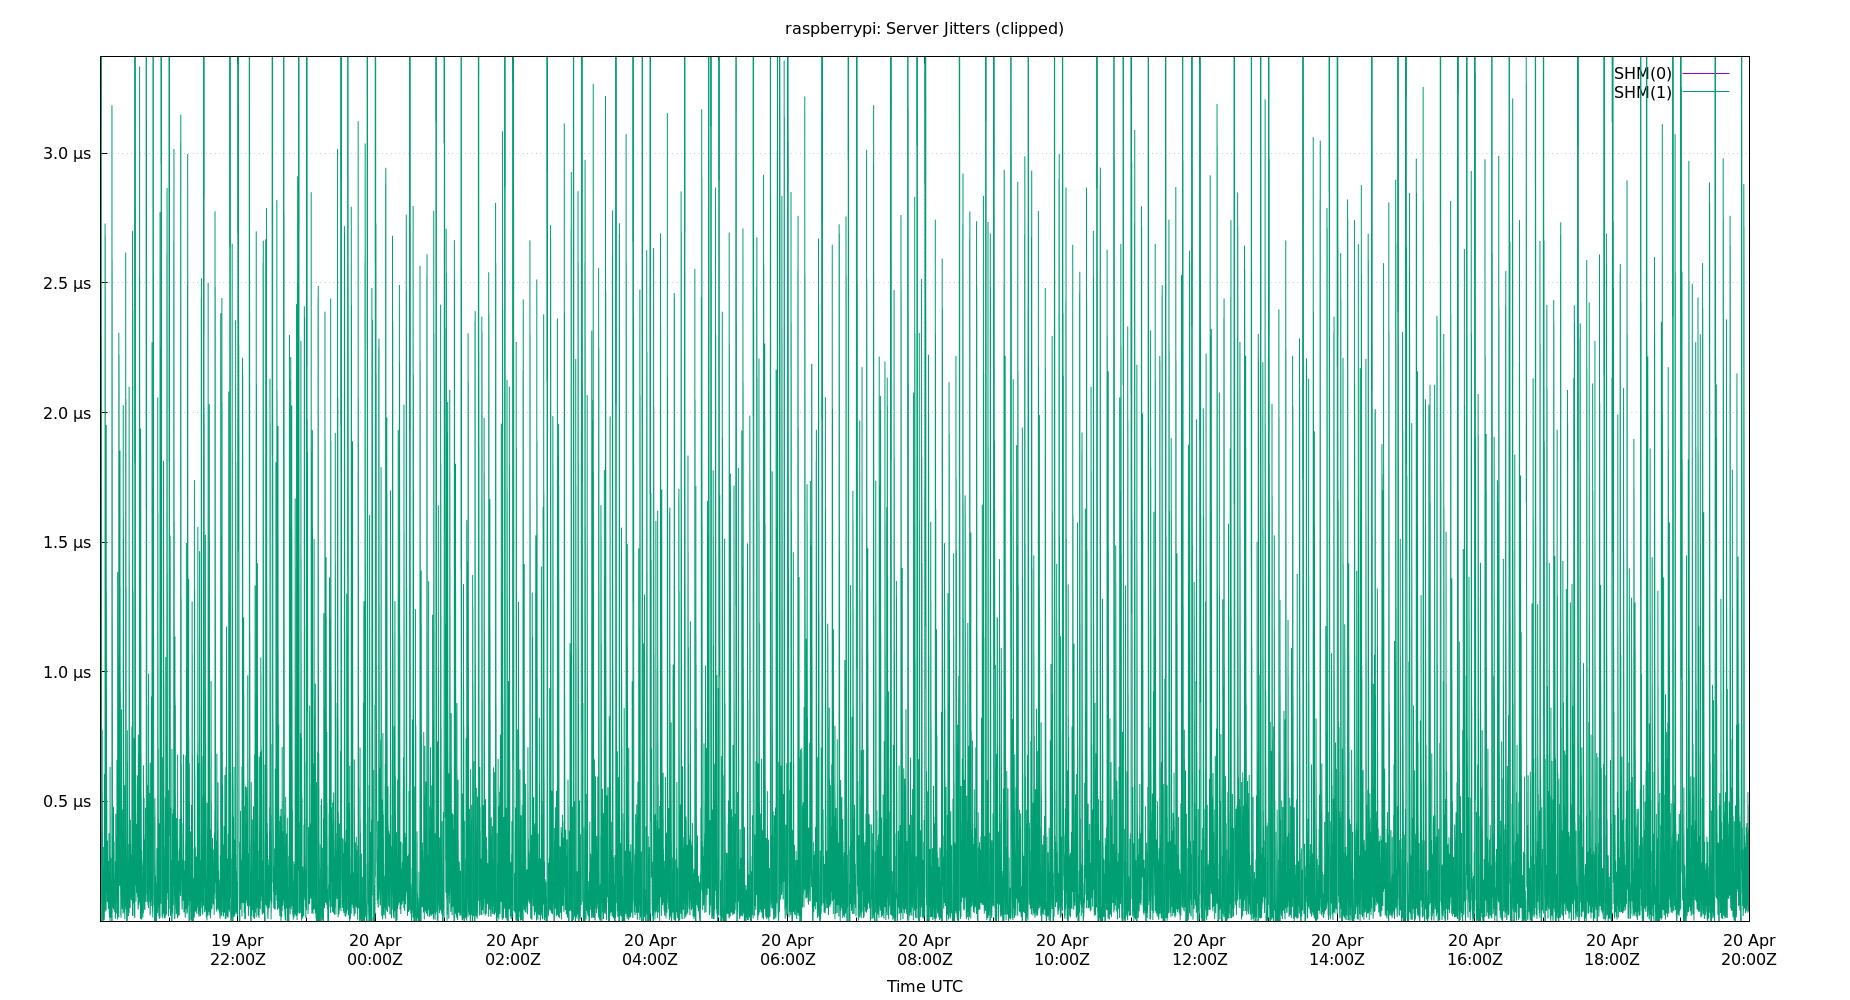 raspberrypi: Server Jitters (clipped)
SHM(0)
SHM(1)
3.0 µs
2.5 µs
2.0 µs
1.5 µs
1.0 µs
0.5 µs
19 Apr 20 Apr 20 Apr 20 Apr 20 Apr 20 Apr 20 Apr 20 Apr 20 Apr 20 Apr 20 Apr 20 Apr
22:00Z 00:00Z 02:00Z 04:00Z 06:00Z 08:00Z 10:00Z 12:00Z 14:00Z 16:00Z 18:00Z 20:00Z
Time UTC